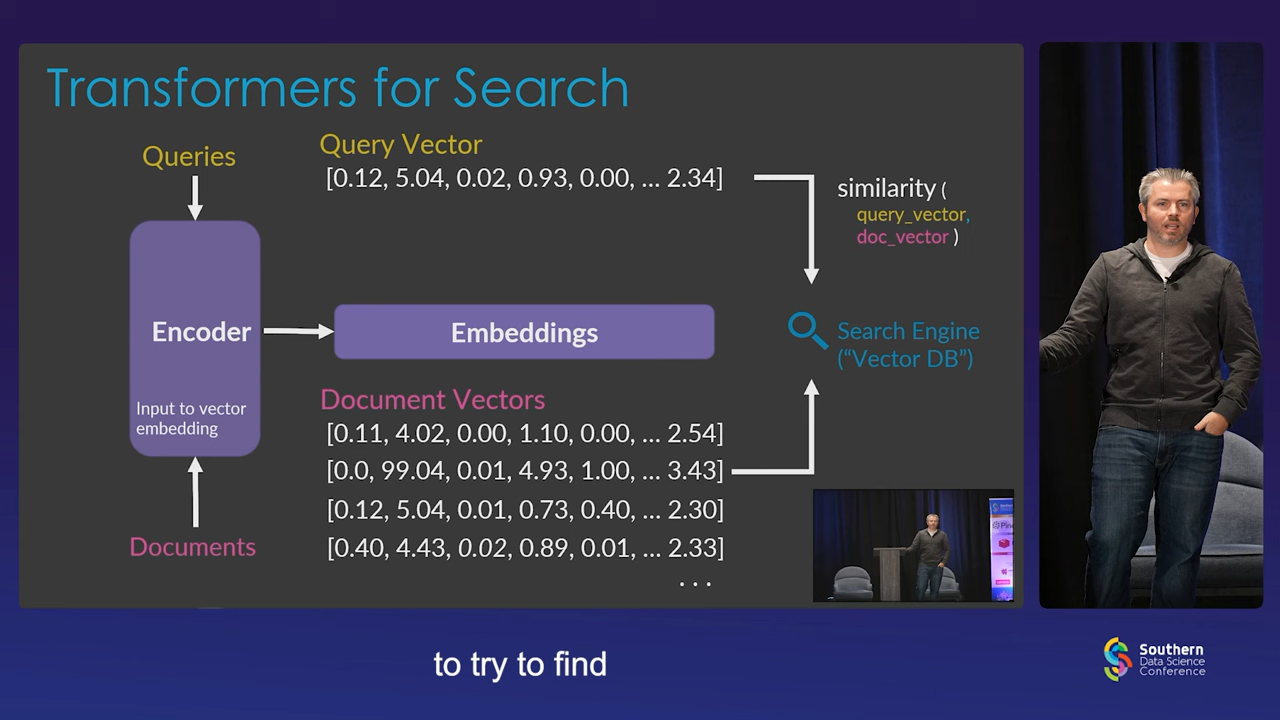 Transformers for Search
Queries
Query Vector
[0.12, 5.04, 0.02, 0.93, 0.00, ... 2.34]
similarity (
query_vector,
doc_vector )
Encoder
Input to vector
embedding
Embeddings
Search Engine
(“Vector DB”)
Document Vectors
[0.11, 4.02, 0.00, 1.10, 0.00, ... 2.54]
[0.0, 99.04, 0.01, 4.93, 1.00, ... 3.43]
[0.12, 5.04, 0.01, 0.73, 0.40, ... 2.30]
[0.40, 4.43, 0.02, 0.89, 0.01, ... 2.33]
...
Documents
to try to find
Southern
Data Science
Conference